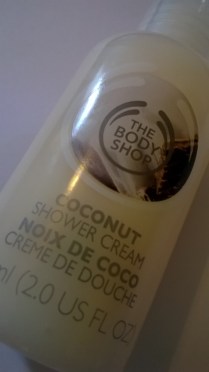 THE
BODY
SHOP
COCONUT
SHOWER CREAM
NOIX DE COCO
CRÈME DE DOUCHE
ml (2.0 US FL OZ